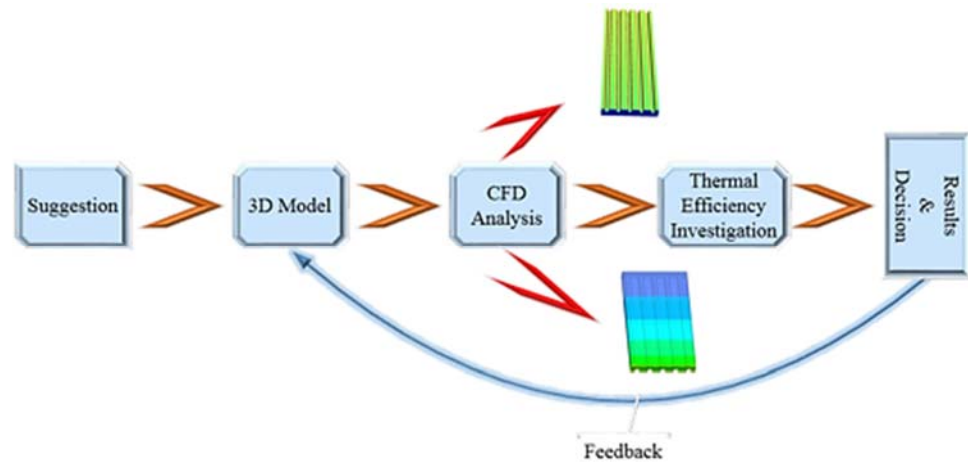 Suggestion
3D Model
CFD
Analysis
Thermal
Efficiency
Investigation
Results
&
Decision
Feedback